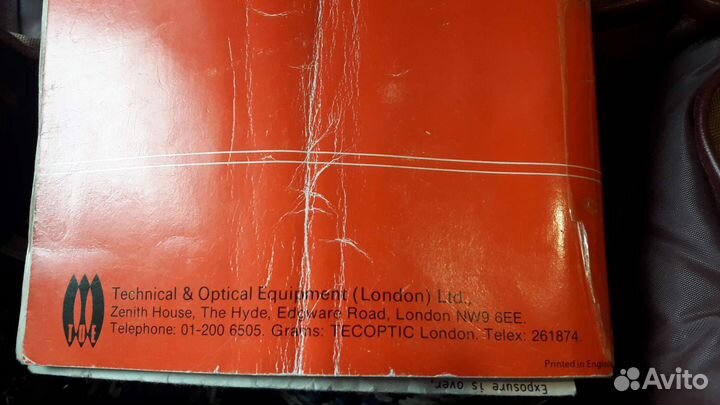 Technical & Optical Equipment (London) Ltd.,
Zenith House, The Hyde, Edgware Road, London NW9 6EE.
Telephone: 01-200 6505. Grams: TECOPTIC London. Telex: 261874.
T·O·E
Printed in England
Exposure is over,
Avito